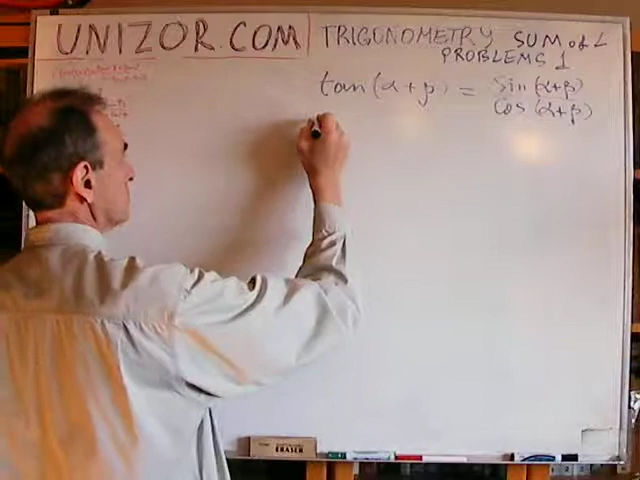 UNIZOR.COM
TRIGONOMETRY SUM of ∠
PROBLEMS 1
tan(α+β) = sin(α+β)
cos(α+β)
ERASER